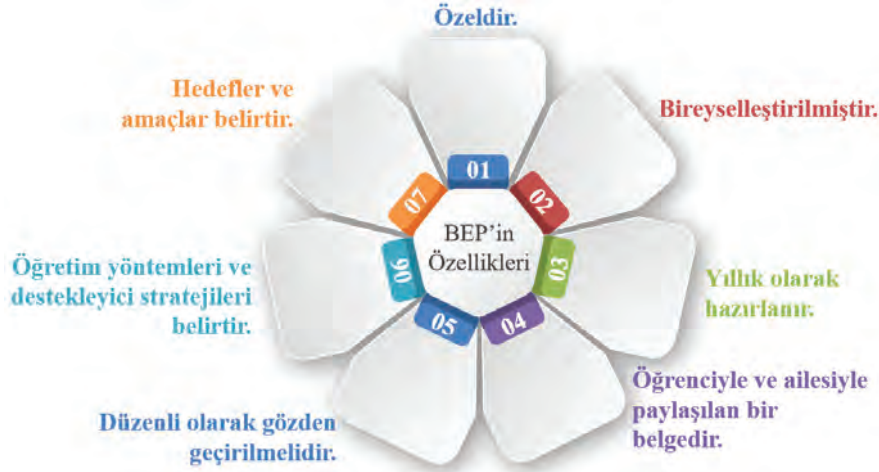 Özeldir.
Hedefler ve
amaçlar belirtir.
Bireyselleştirilmiştir.
01
02
03
04
05
06
07
BEP’in
Özellikleri
Öğretim yöntemleri ve
destekleyici stratejileri
belirtir.
Yıllık olarak
hazırlanır.
Öğrenciyle ve ailesiyle
paylaşılan bir
belgedir.
Düzenli olarak gözden
geçirilmelidir.